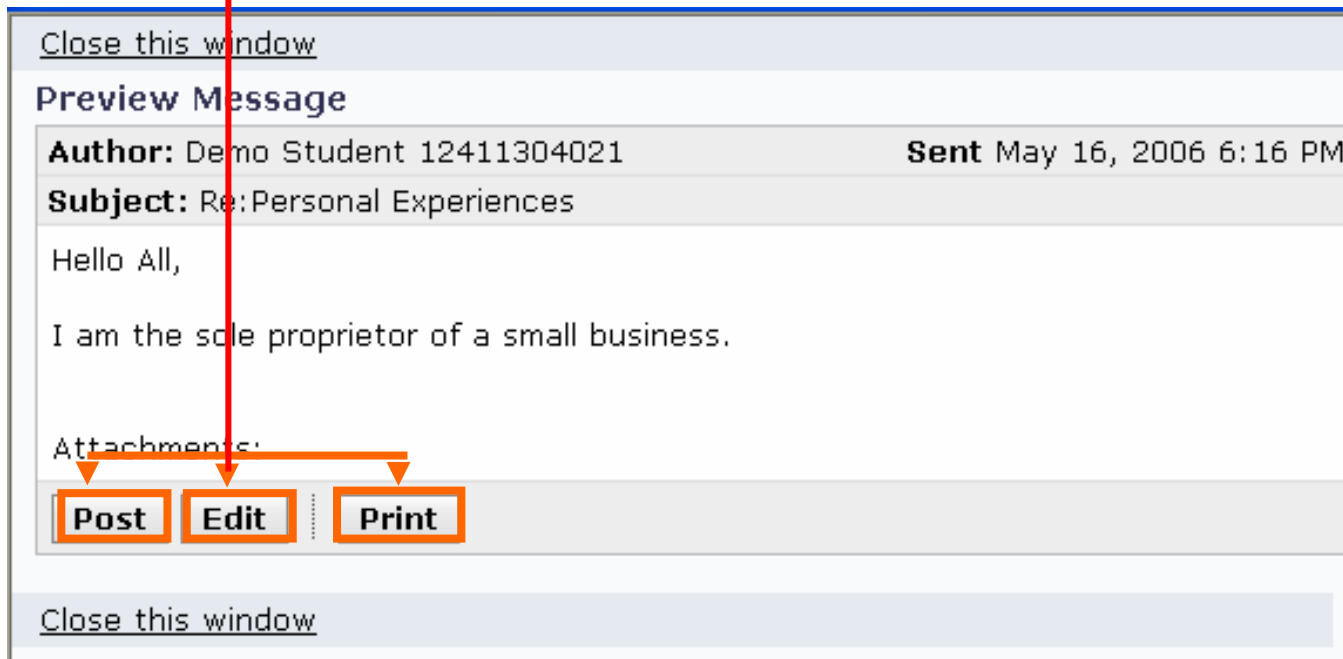 Close this window
Preview Message
Author: Demo Student 12411304021 Sent May 16, 2006 6:16 PM
Subject: Re:Personal Experiences
Hello All,
I am the sole proprietor of a small business.
Attachments:
Post Edit Print
Close this window